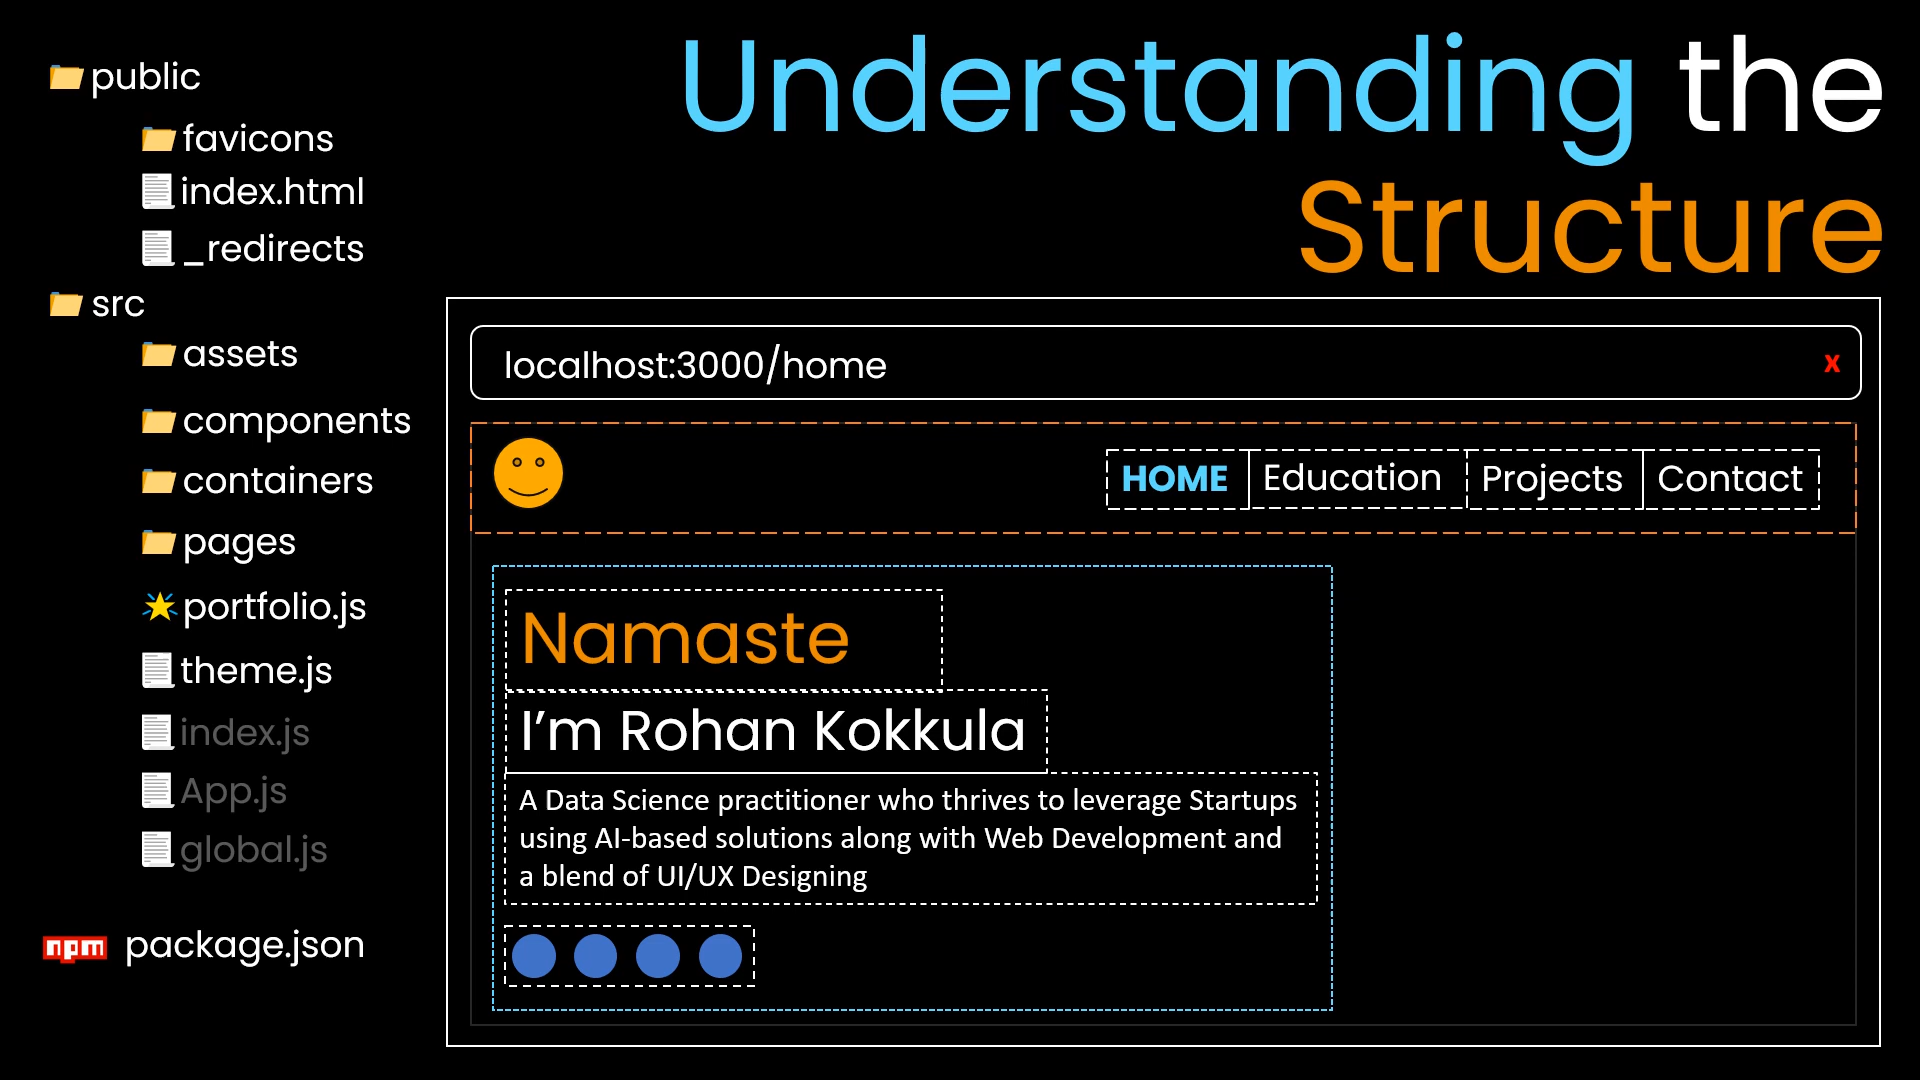 Understanding the
Structure
public
favicons
index.html
_redirects
src
assets
components
containers
pages
portfolio.js
theme.js
index.js
App.js
global.js
npm package.json
localhost:3000/home x
HOME Education Projects Contact
Namaste
I’m Rohan Kokkula
A Data Science practitioner who thrives to leverage Startups
using AI-based solutions along with Web Development and
a blend of UI/UX Designing